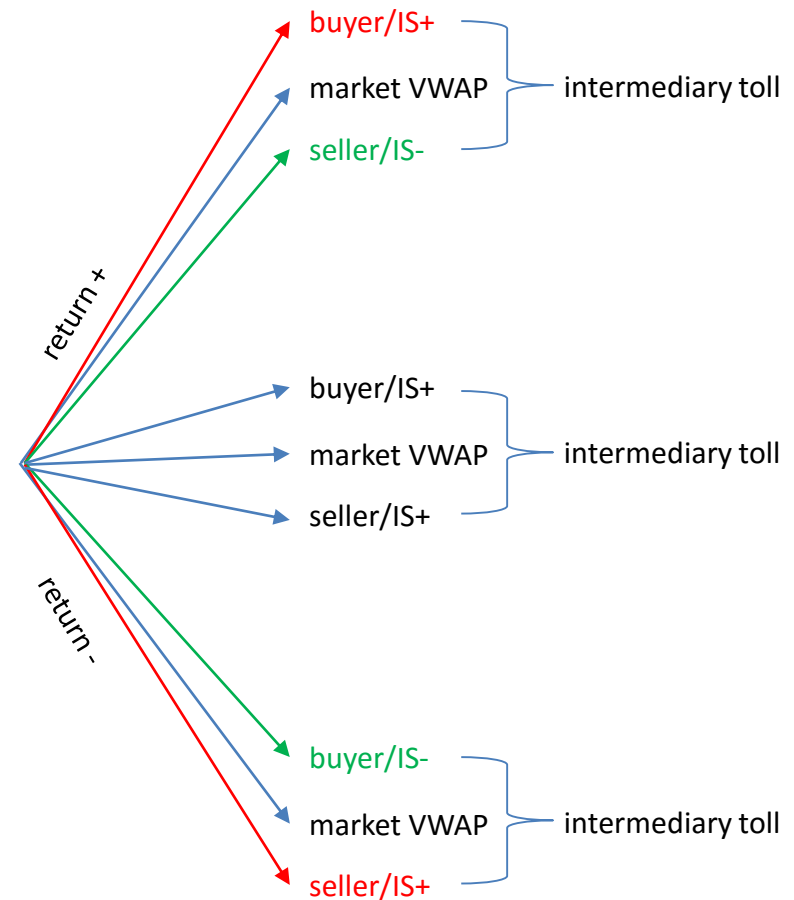 buyer/IS+
market VWAP
intermediary toll
seller/IS-
return +
buyer/IS+
market VWAP
intermediary toll
seller/IS+
return -
buyer/IS-
market VWAP
intermediary toll
seller/IS+